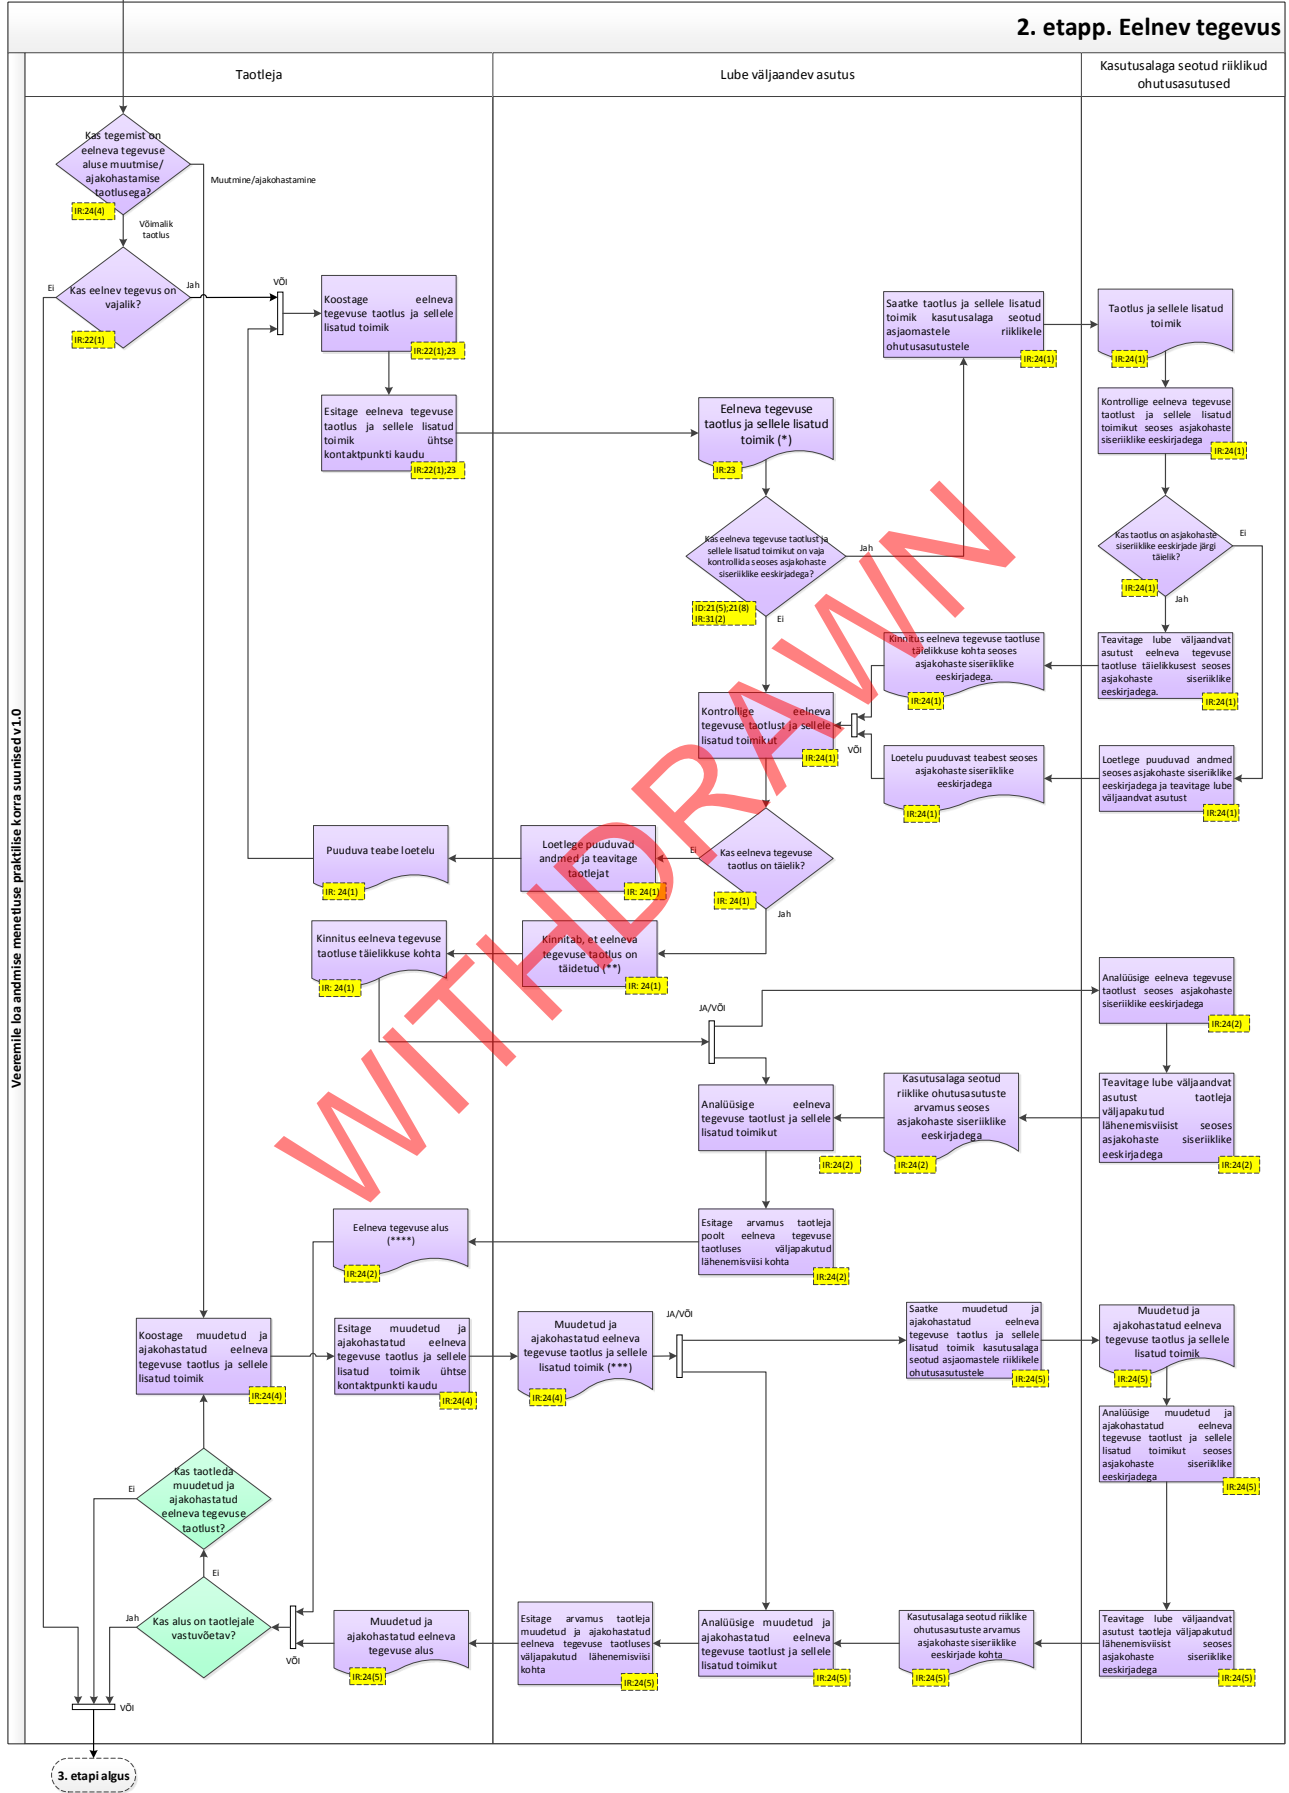 2. etapp. Eelnev tegevus
Taotleja
Lube väljaandev asutus
Kasutusalaga seotud riiklikud
ohutusasutused
Veeremile loa andmise menetluse praktilise korra suunised v1.0
Kas tegemist on
eelneva tegevuse
aluse muutmise/
ajakohastamise
taotlusega?
IR:24(4)
Muutmine/ajakohastamine
Võimalik
taotlus
Kas eelnev tegevus on
vajalik?
IR:22(1)
Ei
Jah
VÕI
Koostage eelneva
tegevuse taotlus ja sellele
lisatud toimik
IR:22(1);23
Esitage eelneva tegevuse
taotlus ja sellele lisatud
toimik ühtse
kontaktpunkti kaudu
IR:22(1);23
Eelneva tegevuse
taotlus ja sellele lisatud
toimik (*)
IR:23
Saatke taotlus ja sellele lisatud
toimik kasutusalaga seotud
asjaomastele riiklikele
ohutusasutustele
IR:24(1)
Taotlus ja sellele lisatud
toimik
IR:24(1)
Kontrollige eelneva tegevuse
taotlust ja sellele lisatud
toimikut seoses asjakohaste
siseriiklike eeskirjadega
IR:24(1)
Kas eelneva tegevuse taotlust ja
sellele lisatud toimikut on vaja
kontrollida seoses asjakohaste
siseriiklike eeskirjadega?
ID:21(5);21(8)
IR:31(2)
Jah
Ei
Kas taotlus on asjakohaste
siseriiklike eeskirjade järgi
täielik?
IR:24(1)
Ei
Jah
Teavitage lube väljaandvat
asutust eelneva tegevuse
taotluse täielikkusest seoses
asjakohaste siseriiklike
eeskirjadega.
IR:24(1)
Kinnitus eelneva tegevuse taotluse
täielikkuse kohta seoses
asjakohaste siseriiklike
eeskirjadega.
IR:24(1)
Kontrollige eelneva
tegevuse taotlust ja sellele
lisatud toimikut
IR:24(1)
VÕI
Loetelu puuduvast teabest seoses
asjakohaste siseriiklike
eeskirjadega
IR:24(1)
Loetlege puuduvad andmed
seoses asjakohaste siseriiklike
eeskirjadega ja teavitage lube
väljaandvat asutust
IR:24(1)
Kas eelneva tegevuse
taotlus on täielik?
IR: 24(1)
Ei
Jah
Loetlege puuduvad
andmed ja teavitage
taotlejat
IR: 24(1)
Puuduva teabe loetelu
IR: 24(1)
Kinnitab, et eelneva
tegevuse taotlus on
täidetud (**)
IR: 24(1)
Kinnitus eelneva tegevuse
taotluse täielikkuse kohta
IR: 24(1)
JA/VÕI
Analüüsige eelneva tegevuse
taotlust seoses asjakohaste
siseriiklike eeskirjadega
IR:24(2)
Teavitage lube väljaandvat
asutust taotleja
väljapakutud
lähenemisviisist seoses
asjakohaste siseriiklike
eeskirjadega
IR:24(2)
Kasutusalaga seotud
riiklike ohutusasutuste
arvamus seoses
asjakohaste siseriiklike
eeskirjadega
IR:24(2)
Analüüsige eelneva
tegevuse taotlust ja sellele
lisatud toimikut
IR:24(2)
Esitage arvamus taotleja
poolt eelneva tegevuse
taotluses väljapakutud
lähenemisviisi kohta
IR:24(2)
Eelneva tegevuse alus
(****)
IR:24(2)
Koostage muudetud ja
ajakohastatud eelneva
tegevuse taotlus ja sellele
lisatud toimik
IR:24(4)
Esitage muudetud ja
ajakohastatud eelneva
tegevuse taotlus ja sellele
lisatud toimik ühtse
kontaktpunkti kaudu
IR:24(4)
Muudetud ja
ajakohastatud eelneva
tegevuse taotlus ja sellele
lisatud toimik (***)
IR:24(4)
JA/VÕI
Saatke muudetud ja
ajakohastatud eelneva
tegevuse taotlus ja sellele
lisatud toimik kasutusalaga
seotud asjaomastele riiklikele
ohutusasutustele
IR:24(5)
Muudetud ja
ajakohastatud eelneva
tegevuse taotlus ja sellele
lisatud toimik
IR:24(5)
Analüüsige muudetud ja
ajakohastatud eelneva
tegevuse taotlust ja sellele
lisatud toimikut seoses
asjakohaste siseriiklike
eeskirjadega
IR:24(5)
Kas taotleda
muudetud ja
ajakohastatud
eelneva tegevuse
taotlust?
Ei
Ei
Kas alus on taotlejale
vastuvõetav?
Jah
VÕI
Muudetud ja
ajakohastatud eelneva
tegevuse alus
IR:24(5)
Esitage arvamus taotleja
muudetud ja ajakohastatud
eelneva tegevuse taotluses
väljapakutud lähenemisviisi
kohta
IR:24(5)
Analüüsige muudetud ja
ajakohastatud eelneva
tegevuse taotlust ja sellele
lisatud toimikut
IR:24(5)
Kasutusalaga seotud riiklike
ohutusasutuste arvamus
asjakohaste siseriiklike
eeskirjade kohta
IR:24(5)
Teavitage lube väljaandvat
asutust taotleja väljapakutud
lähenemisviisist seoses
asjakohaste siseriiklike
eeskirjadega
IR:24(5)
VÕI
3. etapi algus
WITHDRAWN